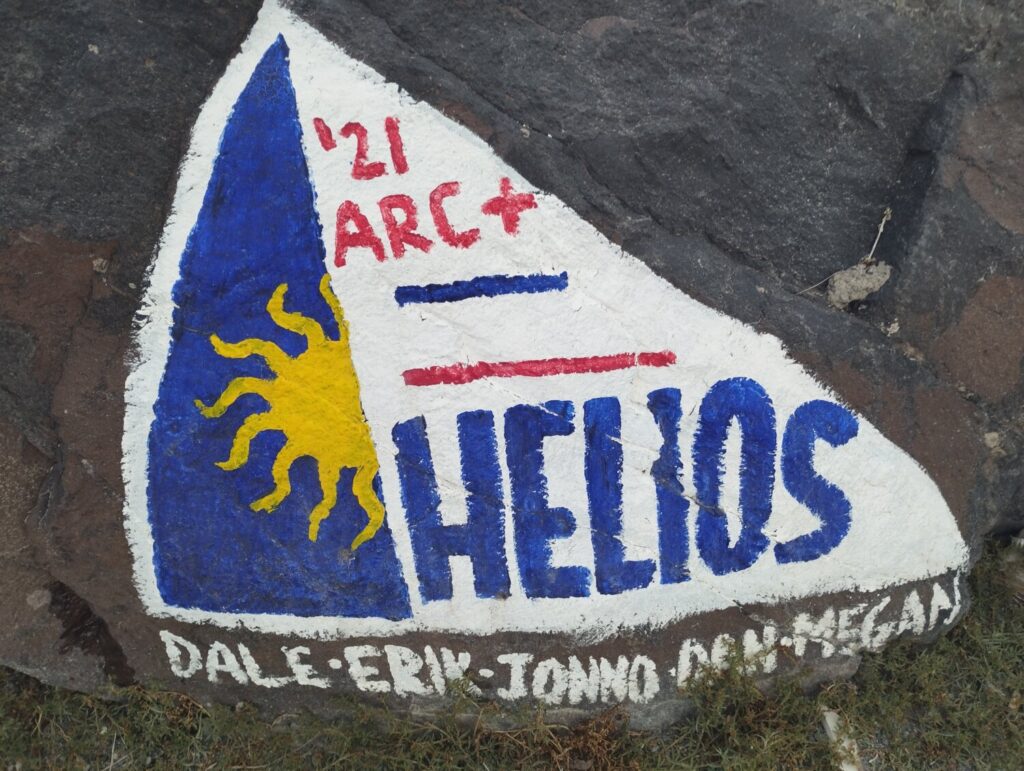 '21
ARC+
HELIOS
DALE·ERIK·JONNO·DAN·MEGAN